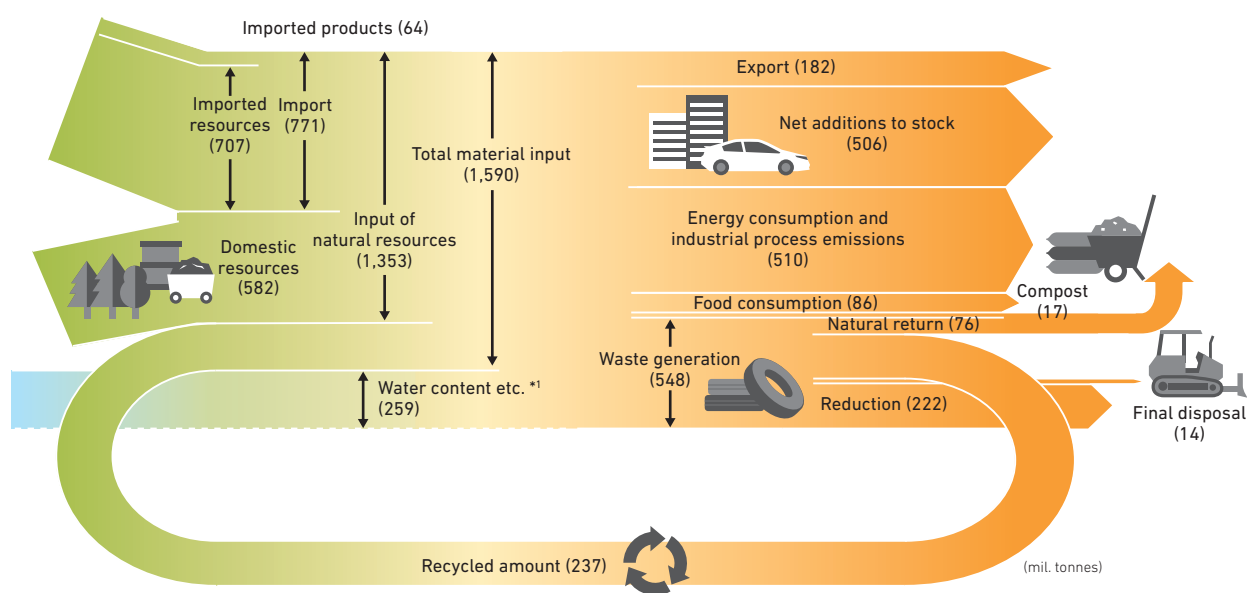 Imported products (64)
Imported
resources
(707)
Import
(771)
Total material input
(1,590)
Input of
natural resources
(1,353)
Domestic
resources
(582)
Water content etc. *1
(259)
Export (182)
Net additions to stock
(506)
Energy consumption and
industrial process emissions
(510)
Food consumption (86)
Compost
(17)
Natural return (76)
Waste generation
(548)
Reduction (222)
Final disposal
(14)
Recycled amount (237)
(mil. tonnes)